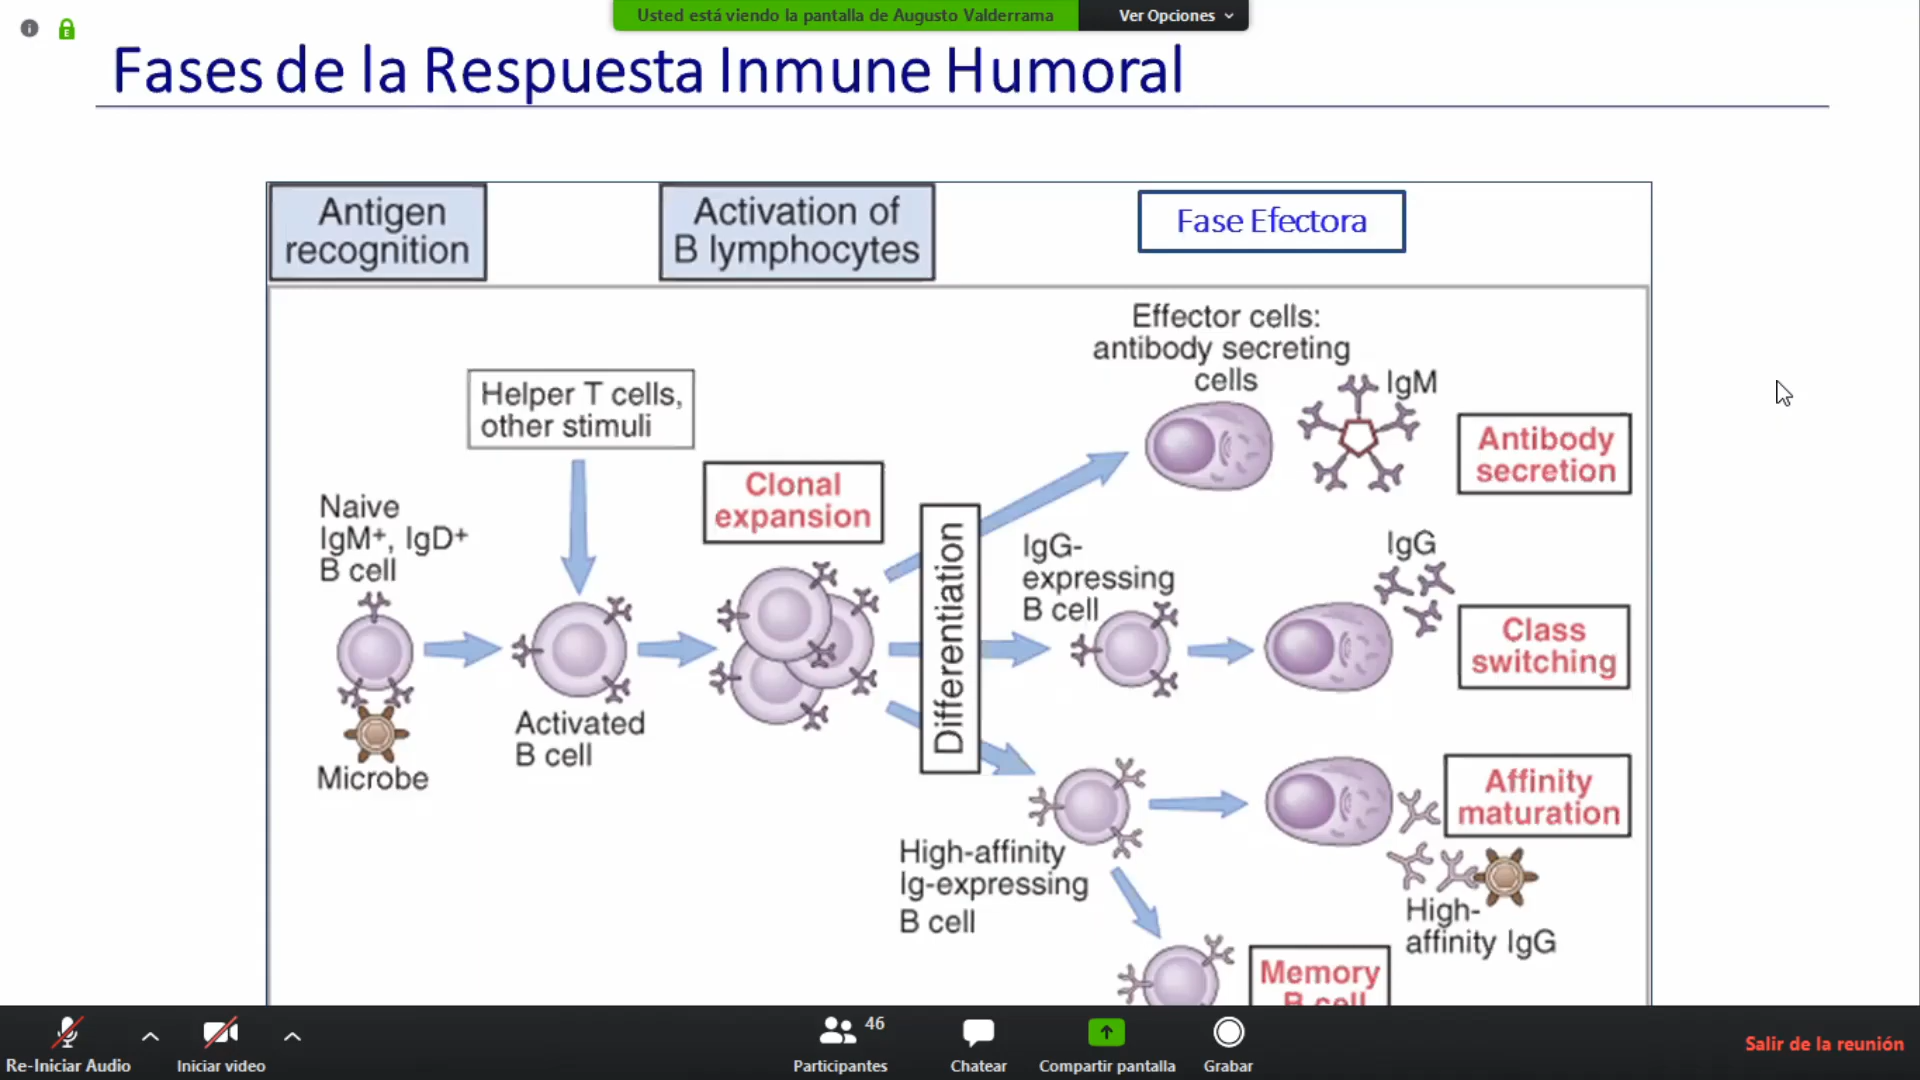 Usted está viendo la pantalla de Augusto Valderrama
Ver Opciones
Fases de la Respuesta Inmune Humoral
Antigen
recognition
Activation of
B lymphocytes
Fase Efectora
Effector cells:
antibody secreting
cells
IgM
Antibody
secretion
Helper T cells,
other stimuli
Clonal
expansion
Naive
IgM+, IgD+
B cell
Differentiation
IgG-
expressing
B cell
IgG
Class
switching
Activated
B cell
Microbe
Affinity
maturation
High-affinity
Ig-expressing
B cell
High-
affinity IgG
Memory
B cell
Re-Iniciar Audio
Iniciar video
46
Participantes
Chatear
Compartir pantalla
Grabar
Salir de la reunión